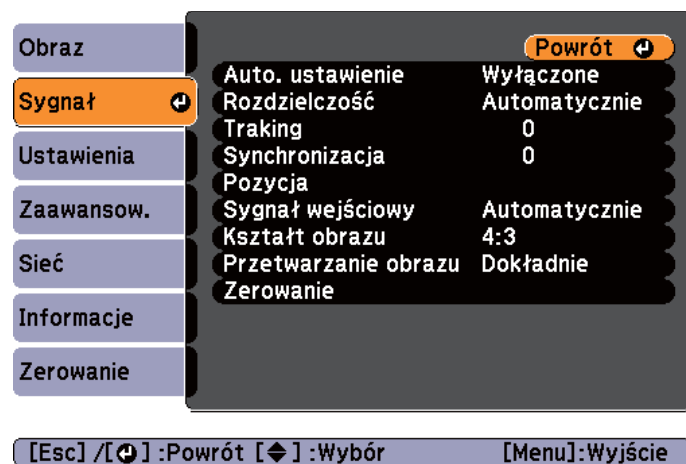 Obraz
Sygnał
Ustawienia
Zaawansow.
Sieć
Informacje
Zerowanie
Powrót
Auto. ustawienie Wyłączone
Rozdzielczość Automatycznie
Traking 0
Synchronizacja 0
Pozycja
Sygnał wejściowy Automatycznie
Kształt obrazu 4:3
Przetwarzanie obrazu Dokładnie
Zerowanie
[Esc] /[⏎] :Powrót [◆] :Wybór [Menu]:Wyjście